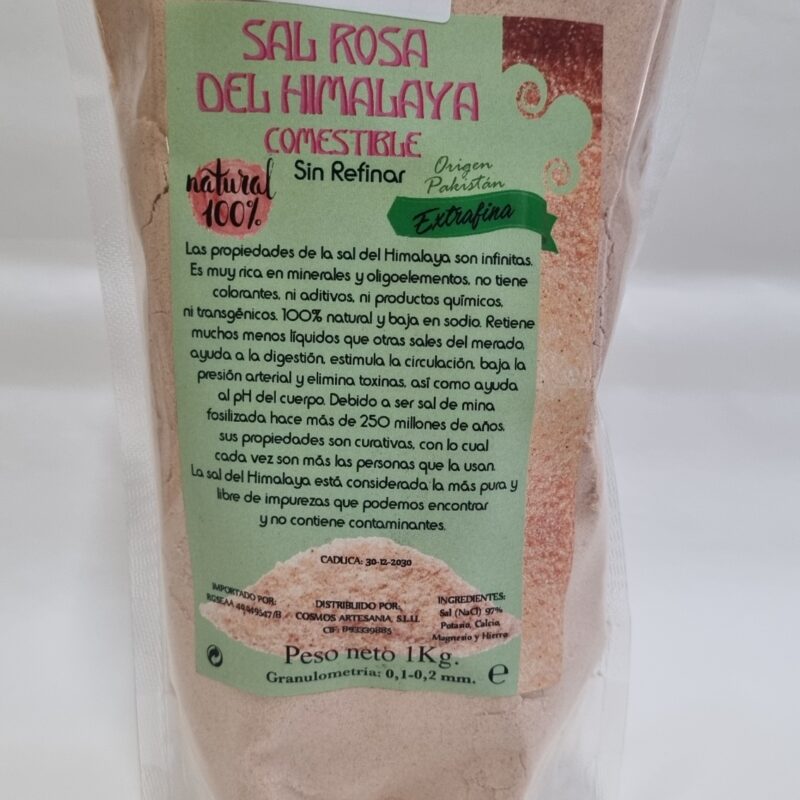 SAL ROSA
DEL HIMALAYA
COMESTIBLE
Sin Refinar
natural
100%
Origen
Pakistán
Extrafina
Las propiedades de la sal del Himalaya son infinitas.
Es muy rica en minerales y oligoelementos, no tiene
colorantes, ni aditivos, ni productos químicos,
ni transgénicos. 100% natural y baja en sodio. Retiene
muchos menos líquidos que otras sales del merado,
ayuda a la digestión, estimula la circulación, baja la
presión arterial y elimina toxinas, así como ayuda
al pH del cuerpo. Debido a ser sal de mina
fosilizada hace más de 250 millones de años,
sus propiedades son curativas, con lo cual
cada vez son más las personas que la usan.
La sal del Himalaya está considerada la más pura y
libre de impurezas que podemos encontrar
y no contiene contaminantes.
CADUCA: 30-12-2030
IMPORTADO POR:
RGSEAA
DISTRIBUIDO POR:
COSMOS ARTESANIA, S.L.U.
CIF: B93339885
INGREDIENTES:
Sal (NaCl) 97%
Potasio, Calcio,
Magnesio y Hierro
Peso neto 1Kg.
Granulometría: 0,1-0,2 mm. e